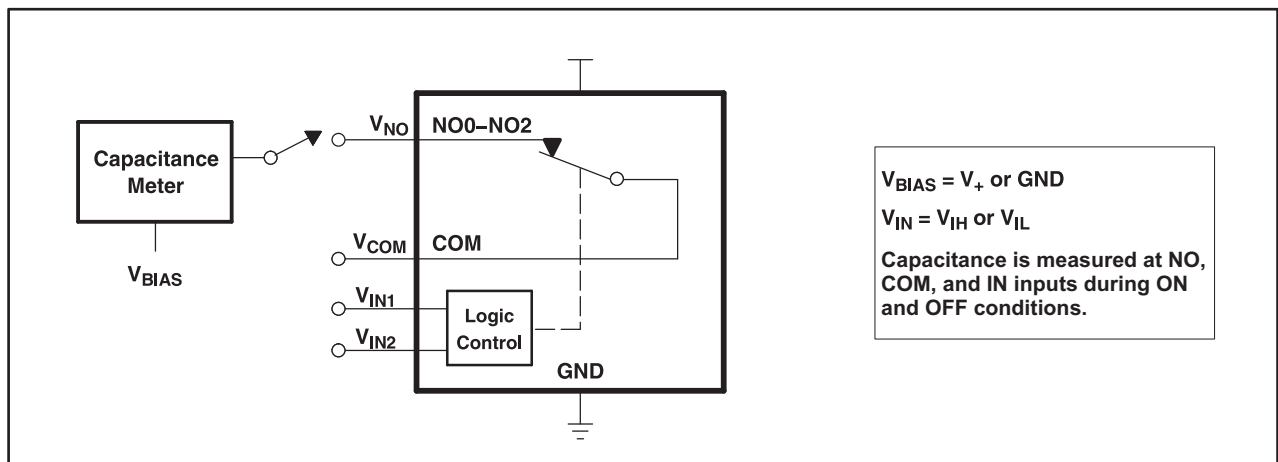 Capacitance
Meter
V_BIAS
V_NO
NO0–NO2
V_COM
COM
V_IN1
V_IN2
Logic
Control
GND
V_BIAS = V_+ or GND
V_IN = V_IH or V_IL
Capacitance is measured at NO,
COM, and IN inputs during ON
and OFF conditions.